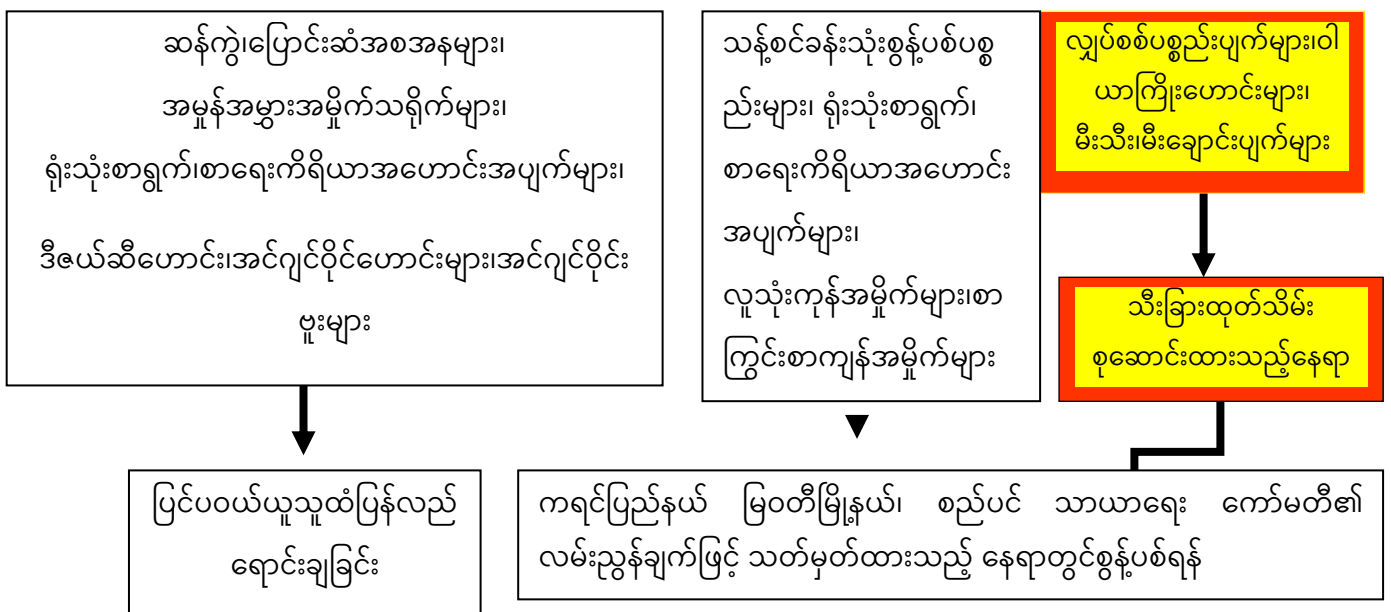 ဆန်ကွဲ၊ပြောင်းဆံအစအနများ၊
အမှုန်အမွှားအမှိုက်သရိုက်များ၊
ရုံးသုံးစာရွက်၊စာရေးကိရိယာအဟောင်းအပျက်များ၊
ဒီဇယ်ဆီဟောင်း၊အင်ဂျင်ဝိုင်ဟောင်းများ၊အင်ဂျင်ဝိုင်း
ဗူးများ
သန့်စင်ခန်းသုံးစွန့်ပစ်ပစ္စ
ည်းများ၊ ရုံးသုံးစာရွက်၊
စာရေးကိရိယာအဟောင်း
အပျက်များ၊
လူသုံးကုန်အမှိုက်များ၊စာ
ကြွင်းစာကျန်အမှိုက်များ
လျှပ်စစ်ပစ္စည်းပျက်များ၊ဝါ
ယာကြိုးဟောင်းများ၊
မီးသီး၊မီးချောင်းပျက်များ
သီးခြားထုတ်သိမ်း
စုဆောင်းထားသည့်နေရာ
ပြင်ပဝယ်ယူသူထံပြန်လည်
ရောင်းချခြင်း
ကရင်ပြည်နယ် မြဝတီမြို့နယ်၊ စည်ပင် သာယာရေး ကော်မတီ၏
လမ်းညွန်ချက်ဖြင့် သတ်မှတ်ထားသည့် နေရာတွင်စွန့်ပစ်ရန်